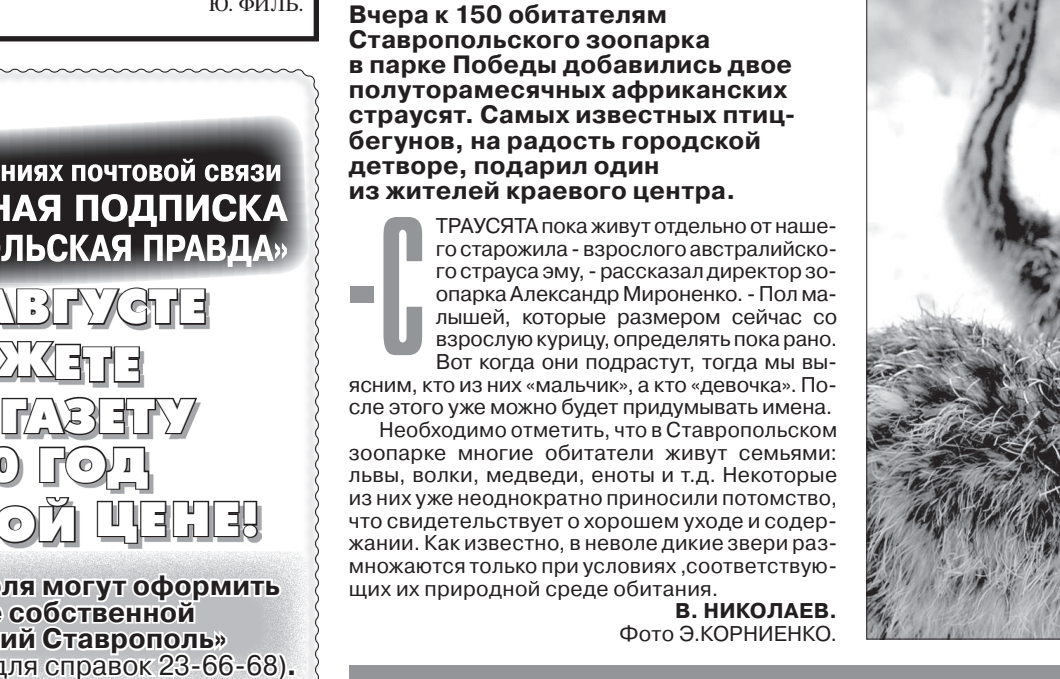 Ю. ФИЛЬ.
ниях почтовой связи
НАЯ ПОДПИСКА
ОЛЬСКАЯ ПРАВДА»
АВГУСТЕ
ЖЕТЕ
ГАЗЕТУ
0 ГОД
ОЙ ЦЕНЕ!
оля могут оформить
е собственной
ий Ставрополь»
для справок 23-66-68).
Вчера к 150 обитателям
Ставропольского зоопарка
в парке Победы добавились двое
полуторамесячных африканских
страусят. Самых известных птиц-
бегунов, на радость городской
детворе, подарил один
из жителей краевого центра.
-СТРАУСЯТА пока живут отдельно от наше-
го старожила - взрослого австралийско-
го страуса эму, - рассказал директор зо-
опарка Александр Мироненко. - Пол ма-
лышей, которые размером сейчас со
взрослую курицу, определять пока рано.
Вот когда они подрастут, тогда мы вы-
ясним, кто из них «мальчик», а кто «девочка». По-
сле этого уже можно будет придумывать имена.
Необходимо отметить, что в Ставропольском
зоопарке многие обитатели живут семьями:
львы, волки, медведи, еноты и т.д. Некоторые
из них уже неоднократно приносили потомство,
что свидетельствует о хорошем уходе и содер-
жании. Как известно, в неволе дикие звери раз-
множаются только при условиях ,соответствую-
щих их природной среде обитания.
В. НИКОЛАЕВ.
Фото Э.КОРНИЕНКО.